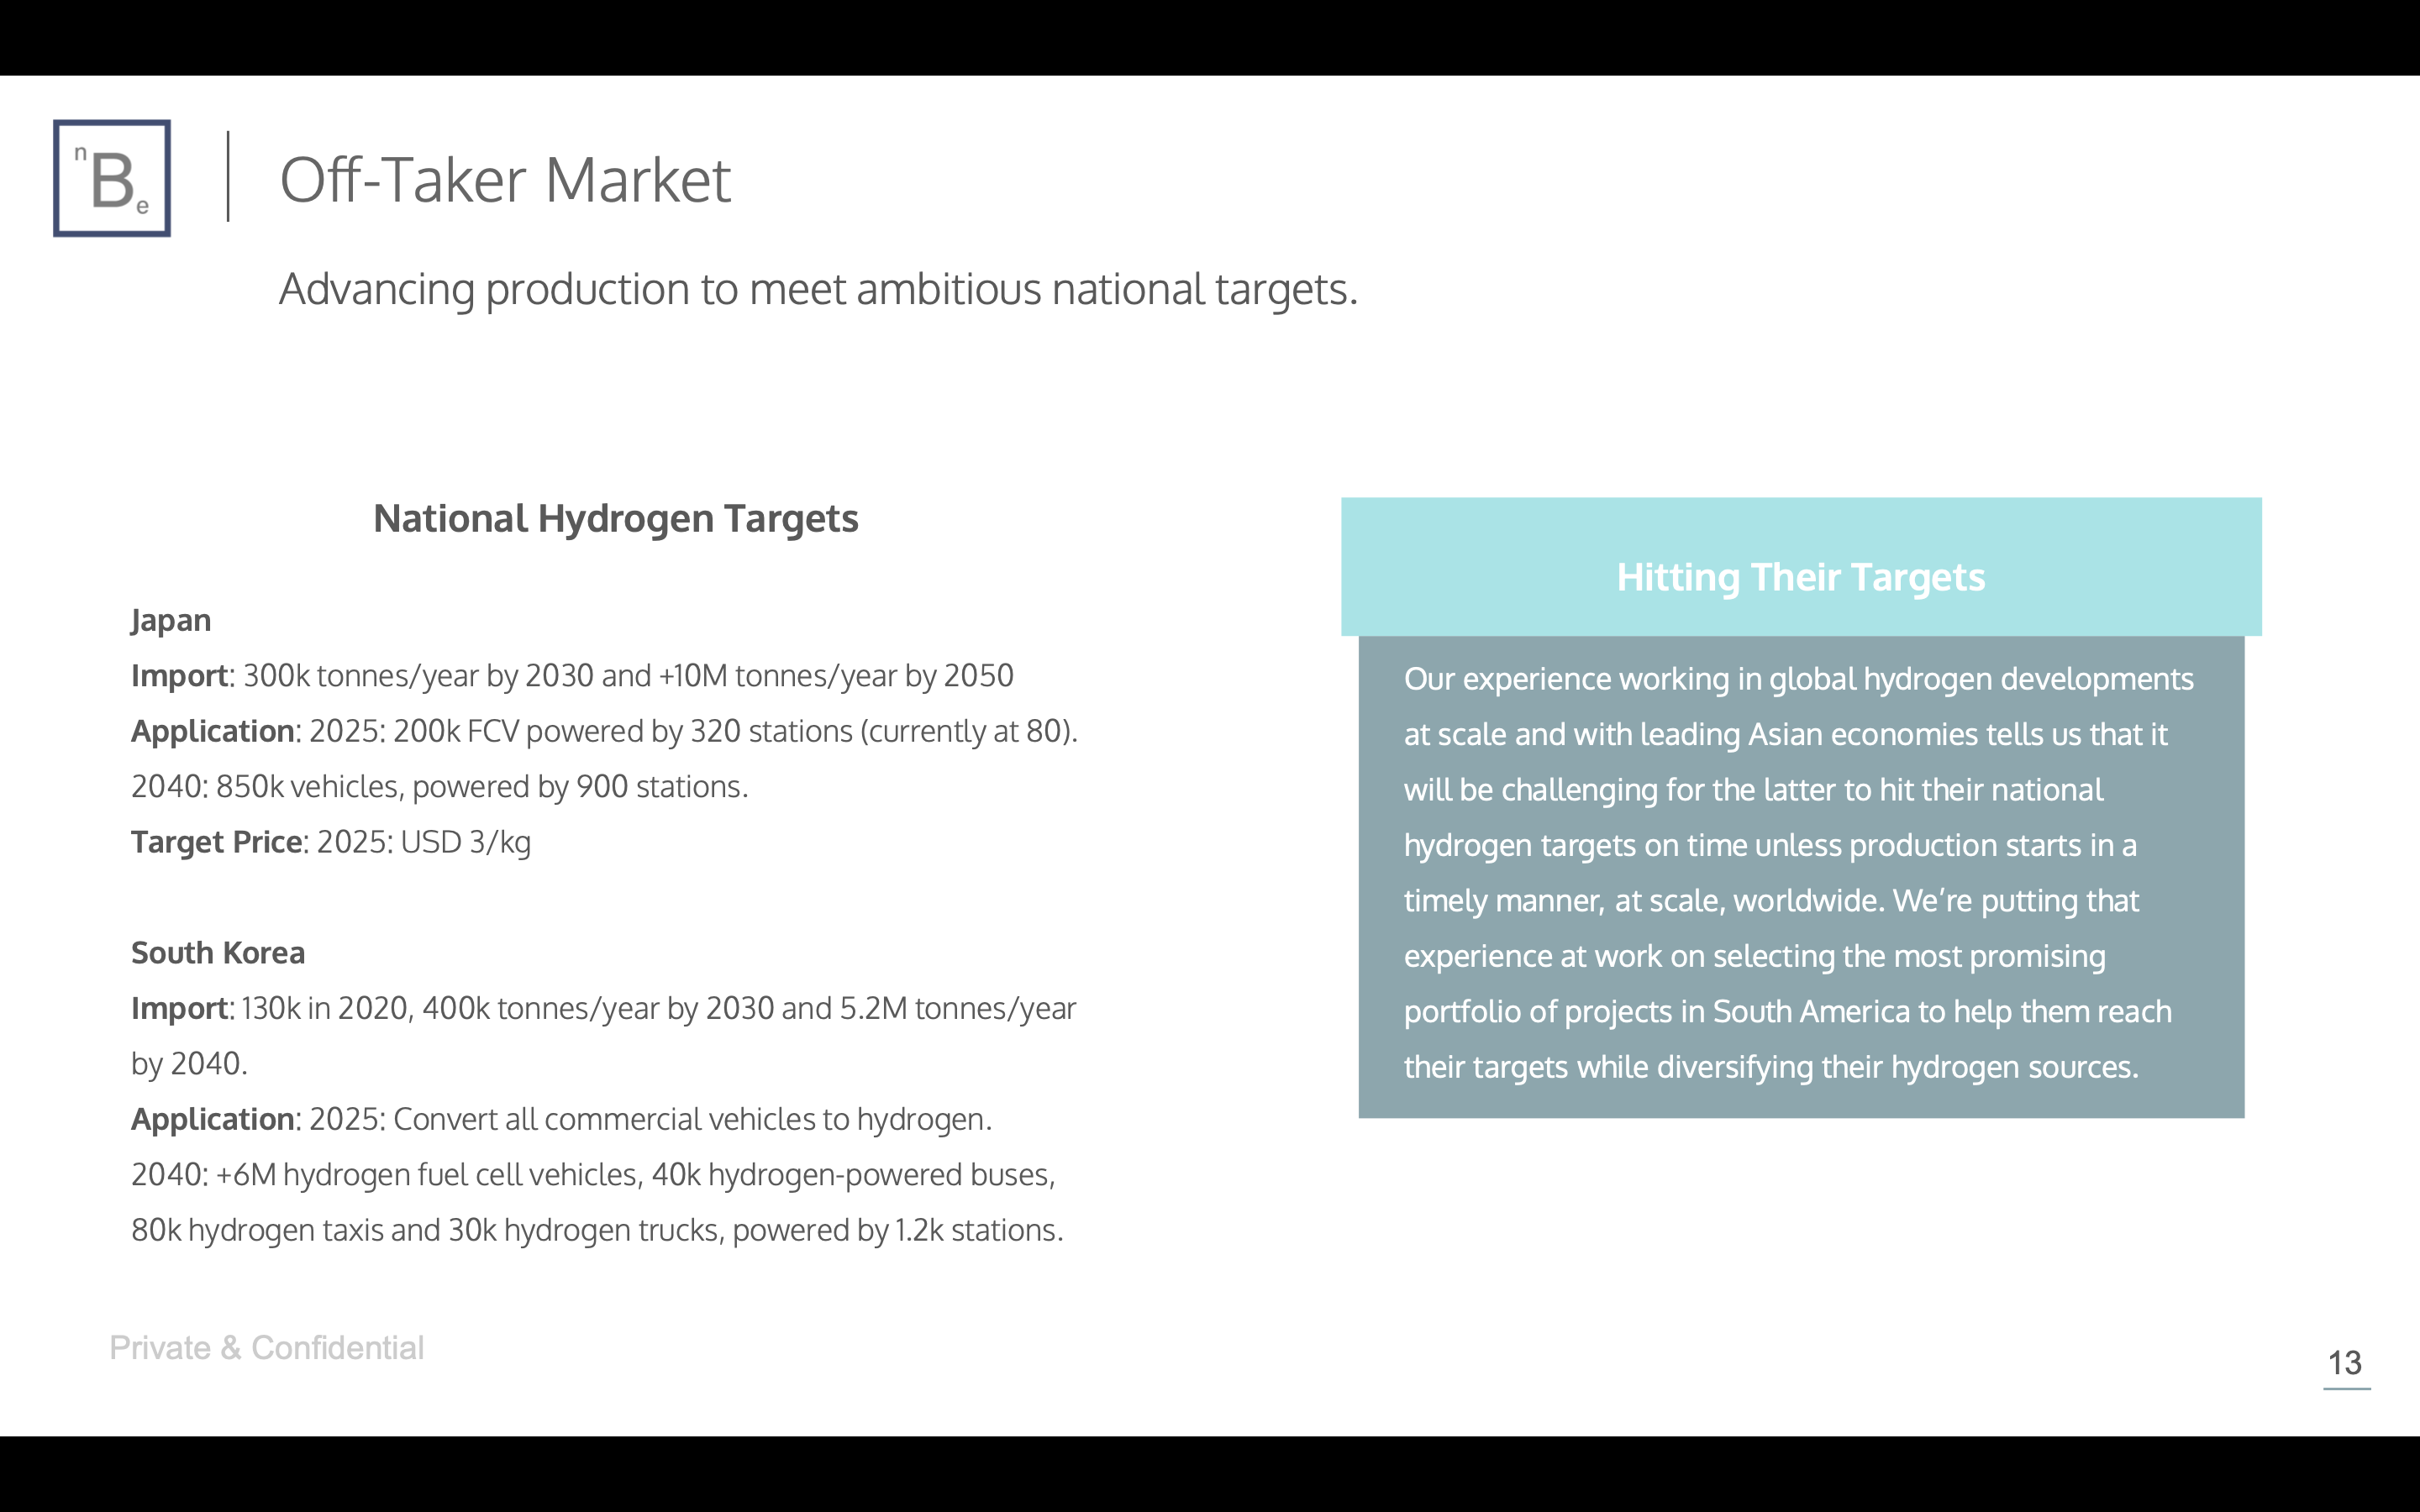 nBe
Off-Taker Market
Advancing production to meet ambitious national targets.
National Hydrogen Targets
Japan
Import: 300k tonnes/year by 2030 and +10M tonnes/year by 2050
Application: 2025: 200k FCV powered by 320 stations (currently at 80).
2040: 850k vehicles, powered by 900 stations.
Target Price: 2025: USD 3/kg
South Korea
Import: 130k in 2020, 400k tonnes/year by 2030 and 5.2M tonnes/year
by 2040.
Application: 2025: Convert all commercial vehicles to hydrogen.
2040: +6M hydrogen fuel cell vehicles, 40k hydrogen-powered buses,
80k hydrogen taxis and 30k hydrogen trucks, powered by 1.2k stations.
Hitting Their Targets
Our experience working in global hydrogen developments
at scale and with leading Asian economies tells us that it
will be challenging for the latter to hit their national
hydrogen targets on time unless production starts in a
timely manner, at scale, worldwide. We’re putting that
experience at work on selecting the most promising
portfolio of projects in South America to help them reach
their targets while diversifying their hydrogen sources.
Private & Confidential
13